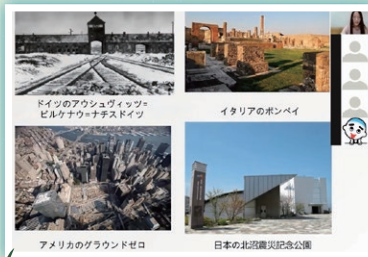 ドイツのアウシュヴィッツ=
ビルケナウ=ナチスドイツ
イタリアのポンペイ
アメリカのグラウンドゼロ
日本の北淡震災記念公園